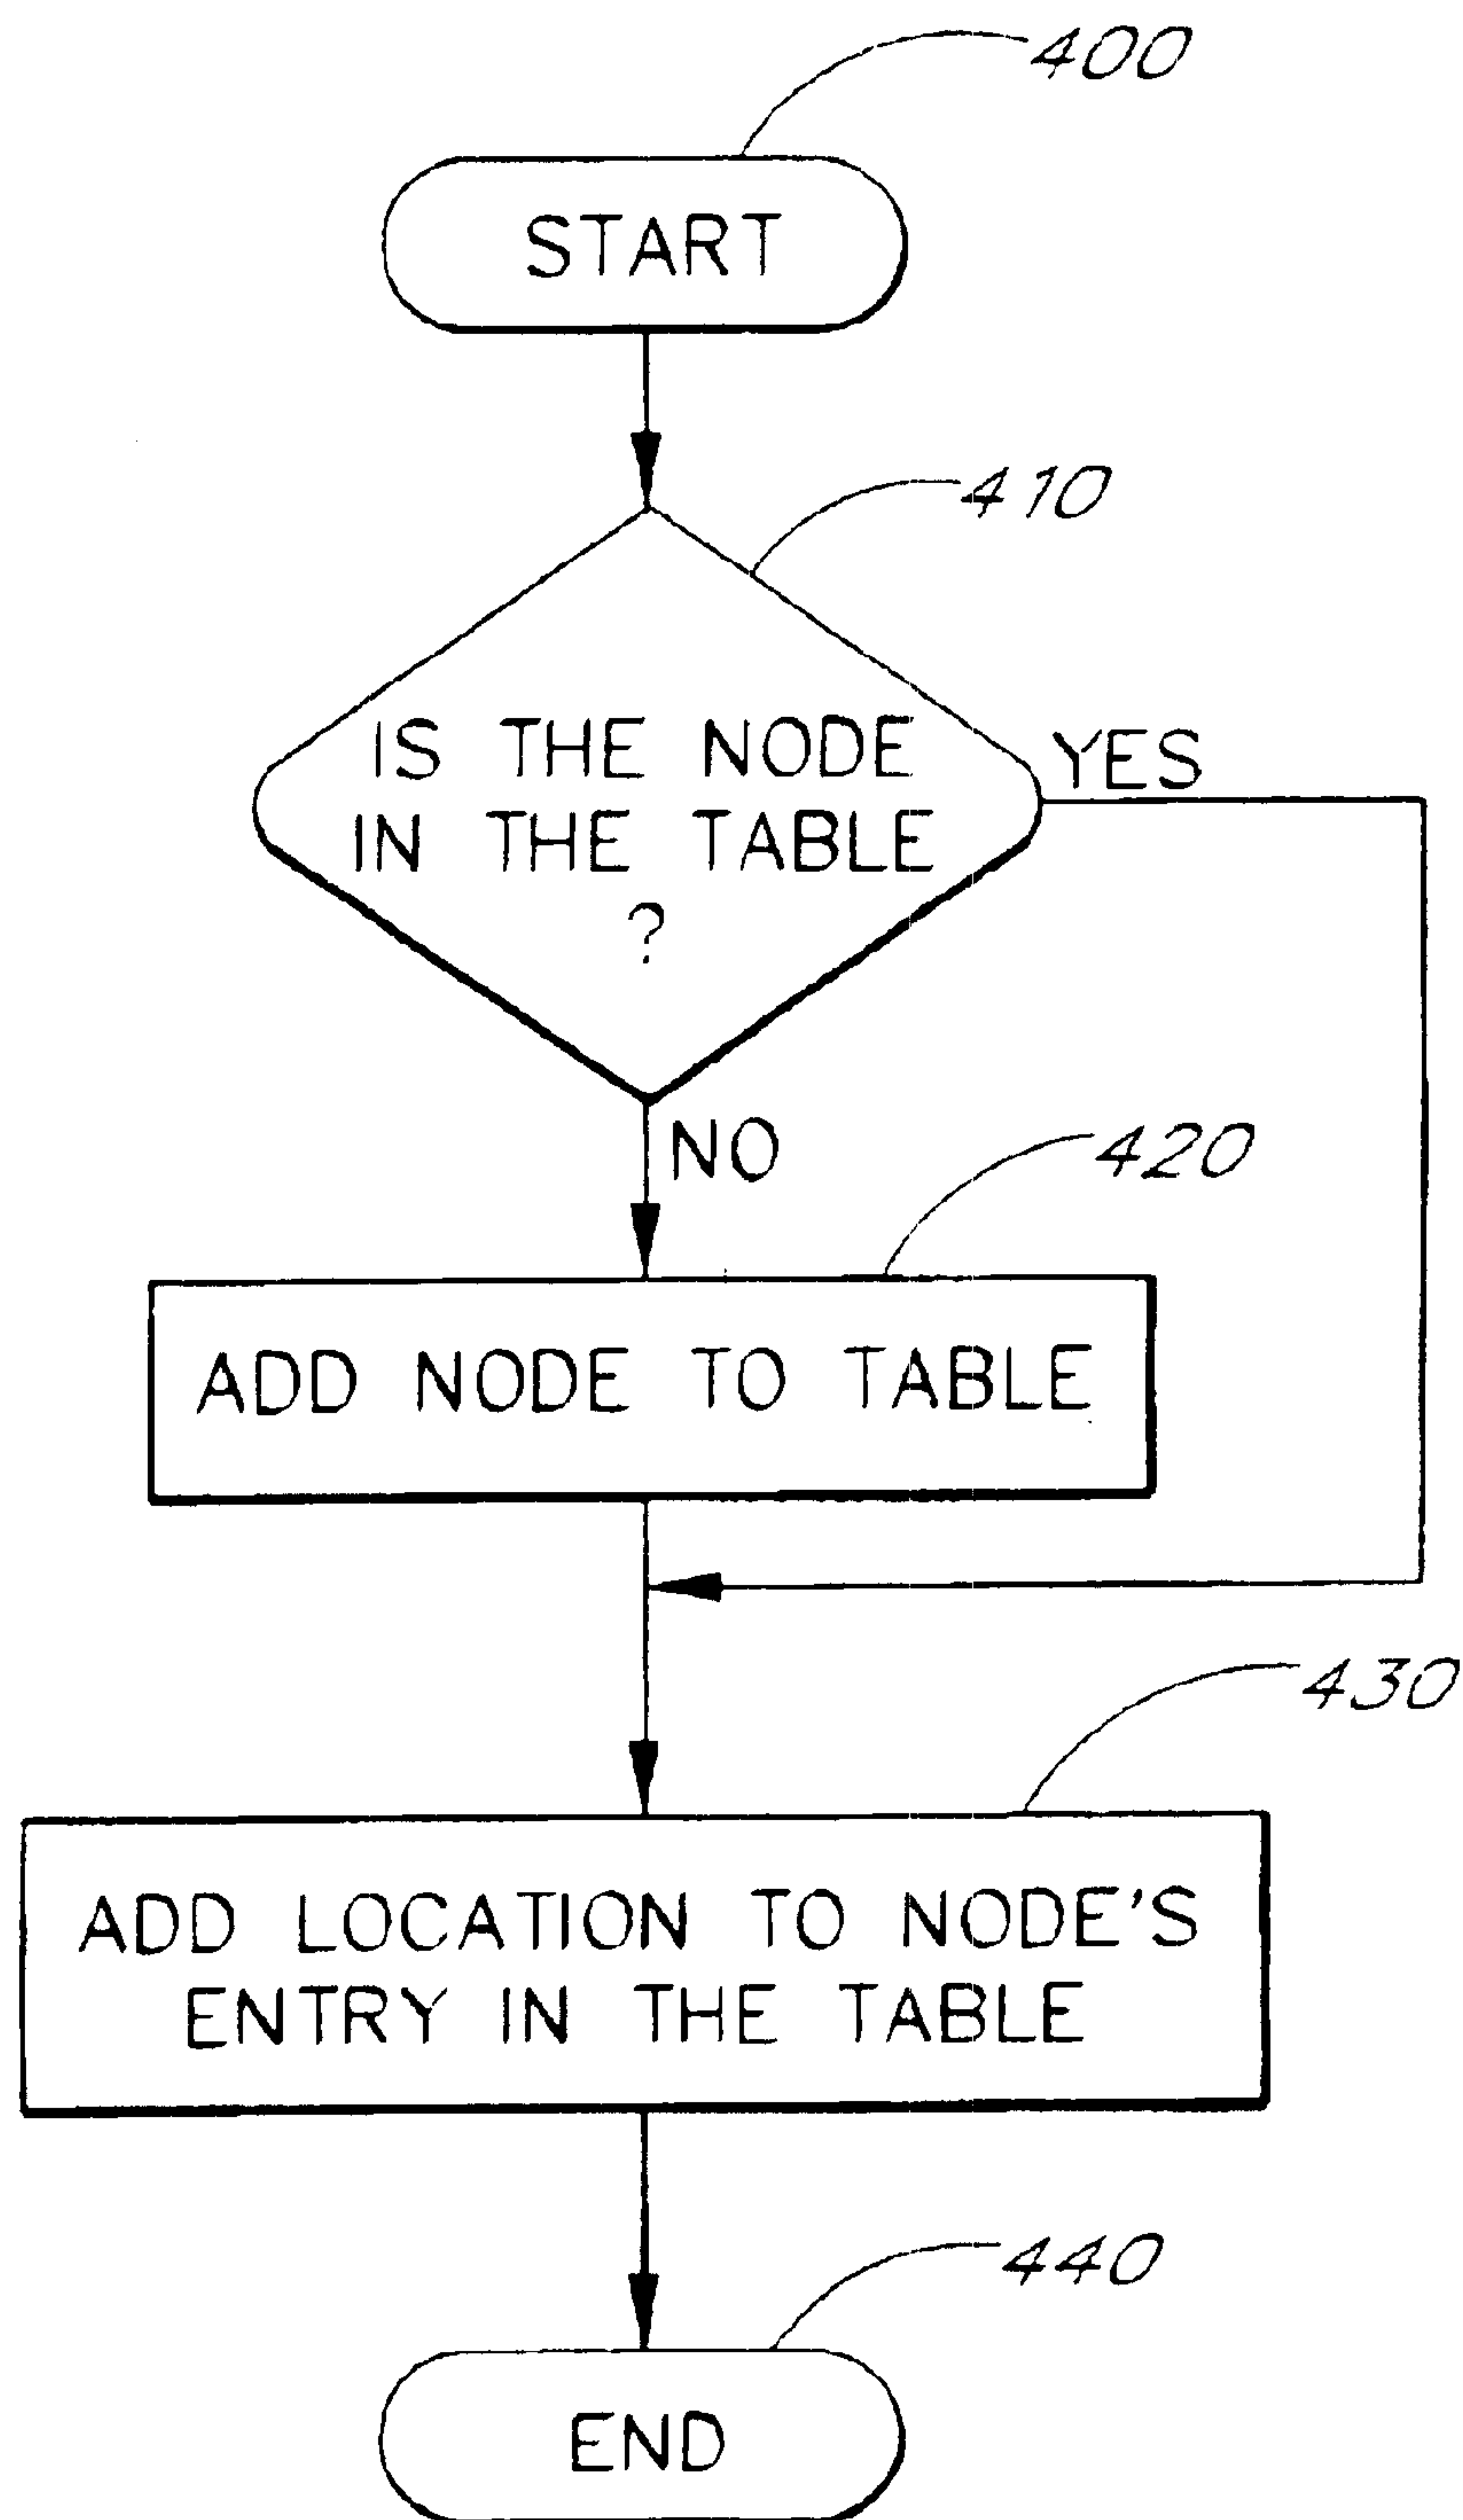 400
START
410
IS THE NODE
IN THE TABLE
?
YES
NO
420
ADD NODE TO TABLE
430
ADD LOCATION TO NODE'S
ENTRY IN THE TABLE
440
END